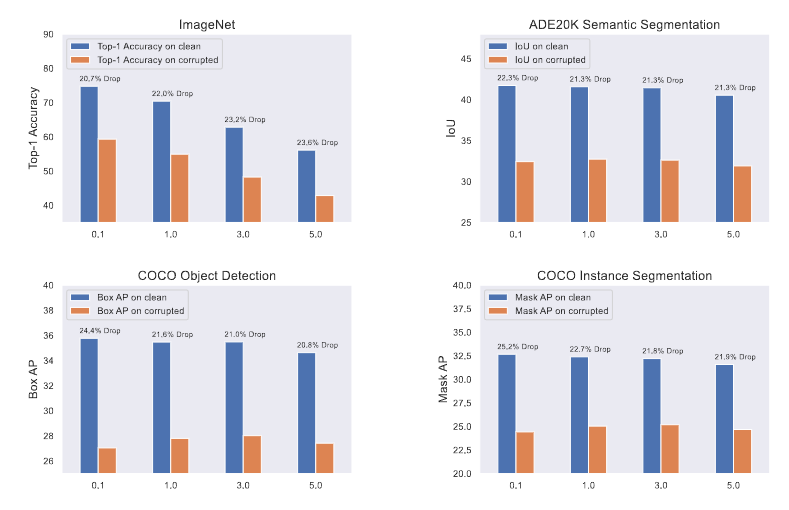 ImageNet
Top-1 Accuracy
90
80
70
60
50
40
Top-1 Accuracy on clean
Top-1 Accuracy on corrupted
20,7% Drop
22,0% Drop
23,2% Drop
23,6% Drop
0,1
1,0
3,0
5,0
ADE20K Semantic Segmentation
IoU
45
40
35
30
25
IoU on clean
IoU on corrupted
22,3% Drop
21.3% Drop
21,3% Drop
21.3% Drop
0,1
1,0
3,0
5,0
COCO Object Detection
Box AP
40
38
36
34
32
30
28
26
Box AP on clean
Box AP on corrupted
24,4% Drop
21,6% Drop
21.0% Drop
20.8% Drop
0,1
1,0
3,0
5,0
COCO Instance Segmentation
Mask AP
40,0
37,5
35,0
32,5
30,0
27,5
25,0
22,5
20,0
Mask AP on clean
Mask AP on corrupted
25,2% Drop
22.7% Drop
21,8% Drop
21,9% Drop
0,1
1,0
3,0
5,0